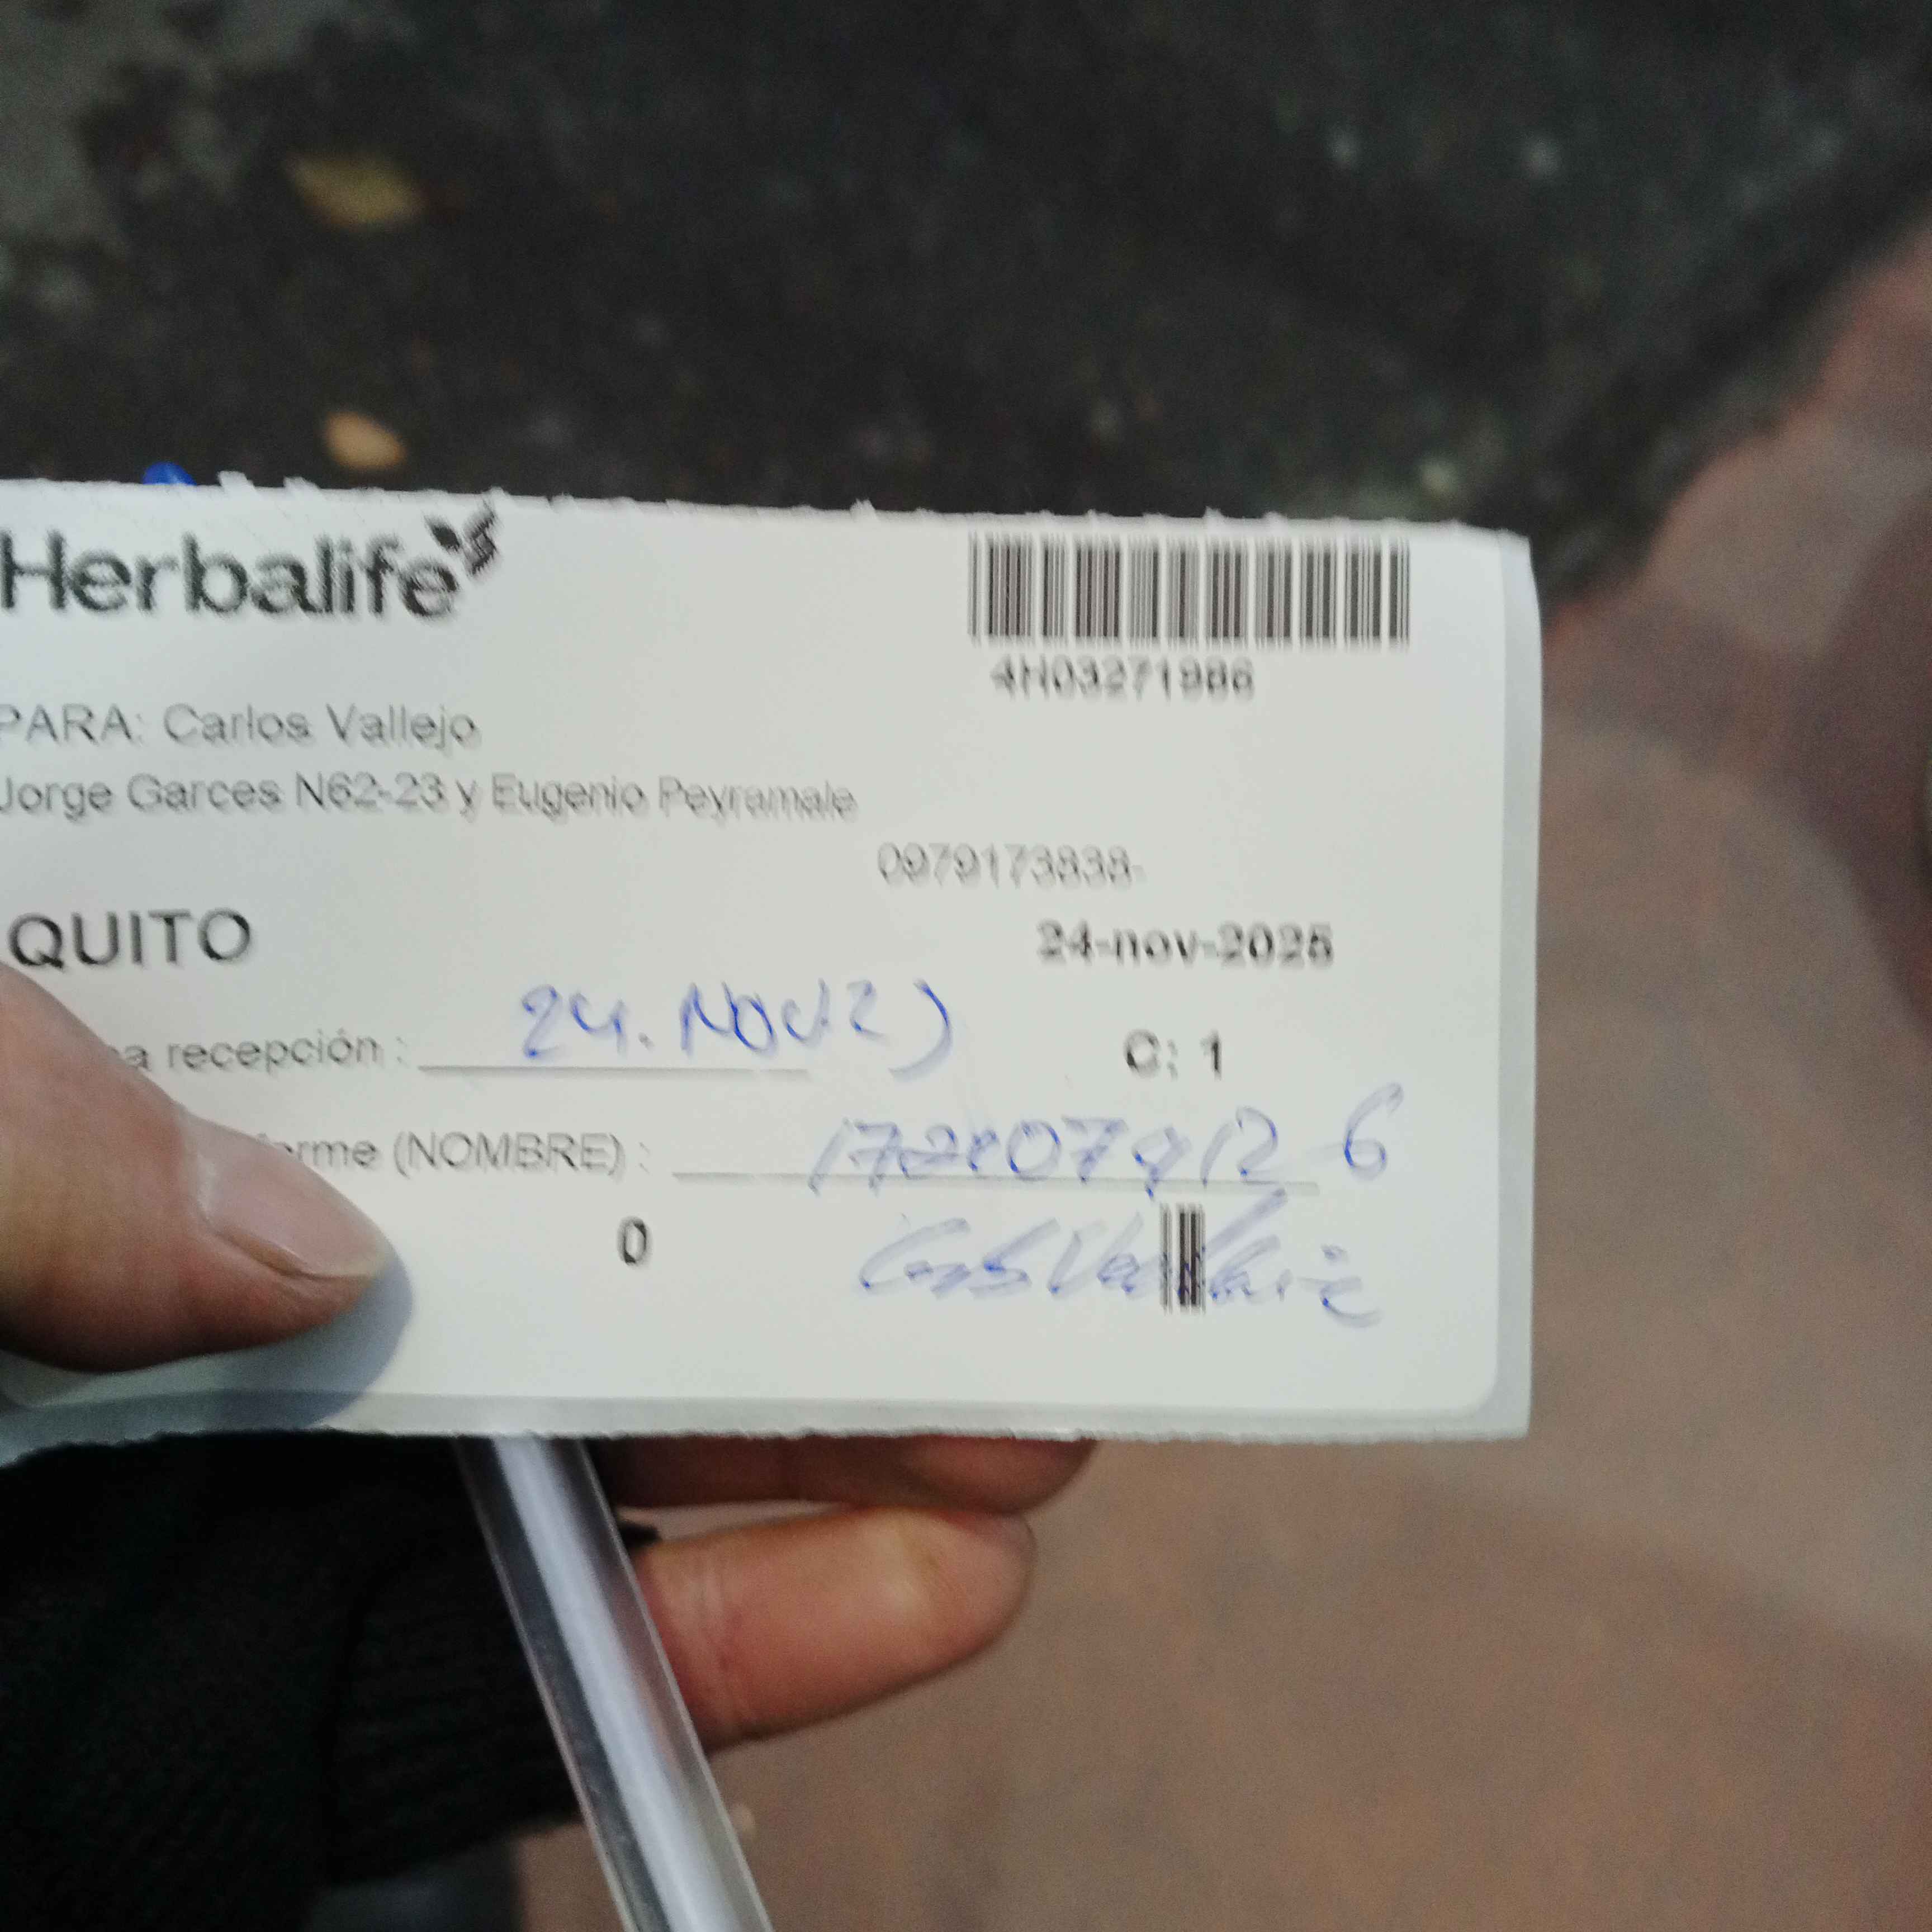 Herbalife
4H03271986
PARA: Carlos Vallejo
Jorge Garces N62-23 y Eugenio Peyramale
0979173838-
QUITO
24-nov-2025
recepción :
24. NOV
C: 1
(NOMBRE) :
0